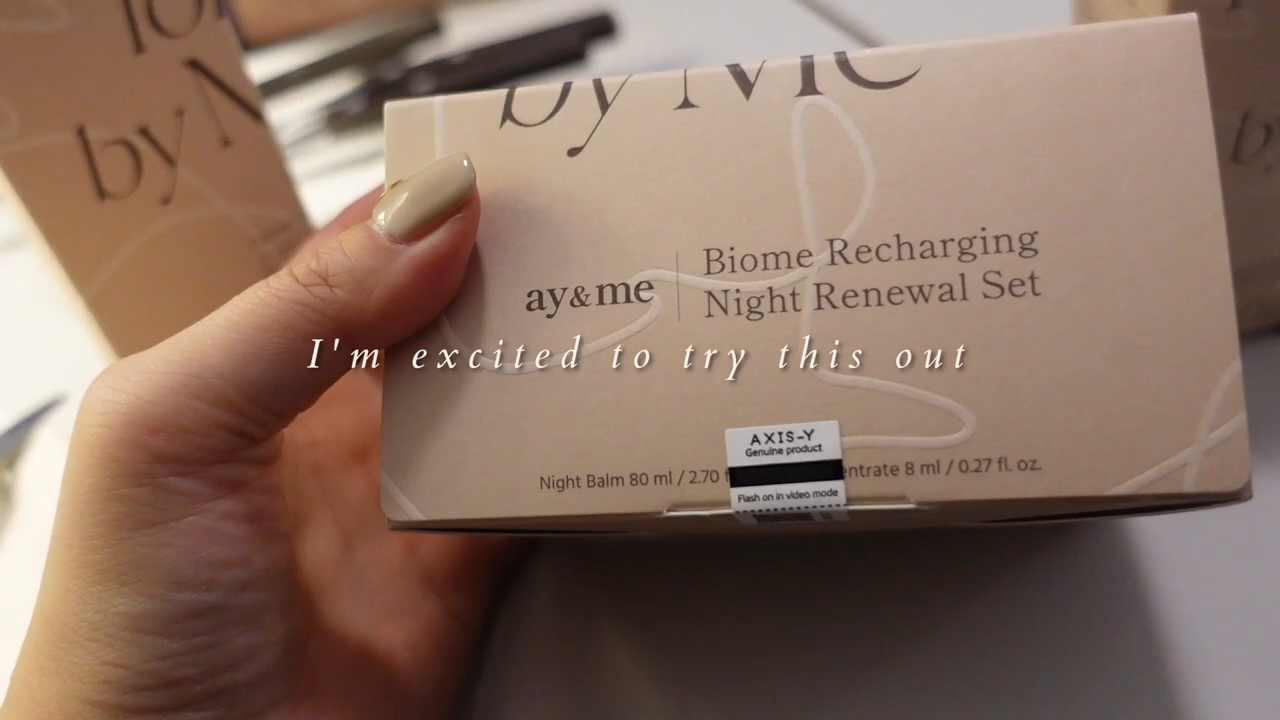 by N
by Me
ay&me
Biome Recharging
Night Renewal Set
I'm excited to try this out
AXIS-Y
Genuine product
Night Balm 80 ml / 2.70 8 ml / 0.27 fl. oz.
Flash on in video mode
by